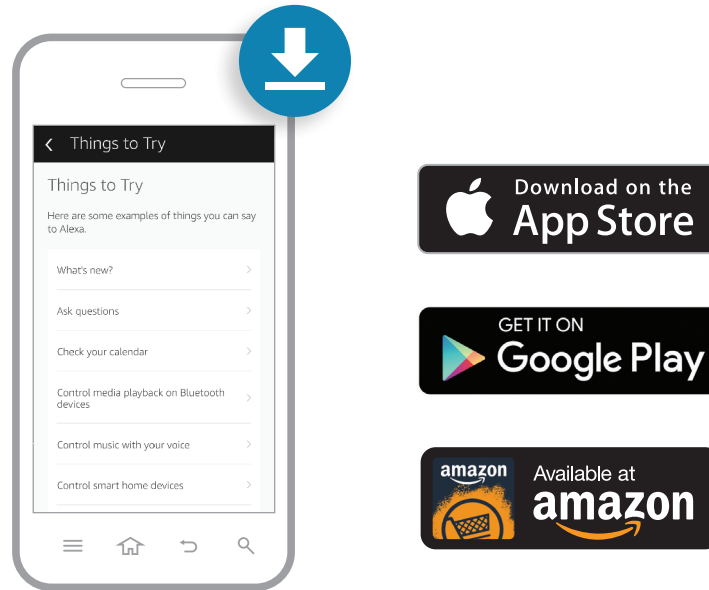 Things to Try
Things to Try
Here are some examples of things you can say
to Alexa.
What's new?
Ask questions
Check your calendar
Control media playback on Bluetooth
devices
Control music with your voice
Control smart home devices
Download on the
App Store
GET IT ON
Google Play
amazon
Available at
amazon